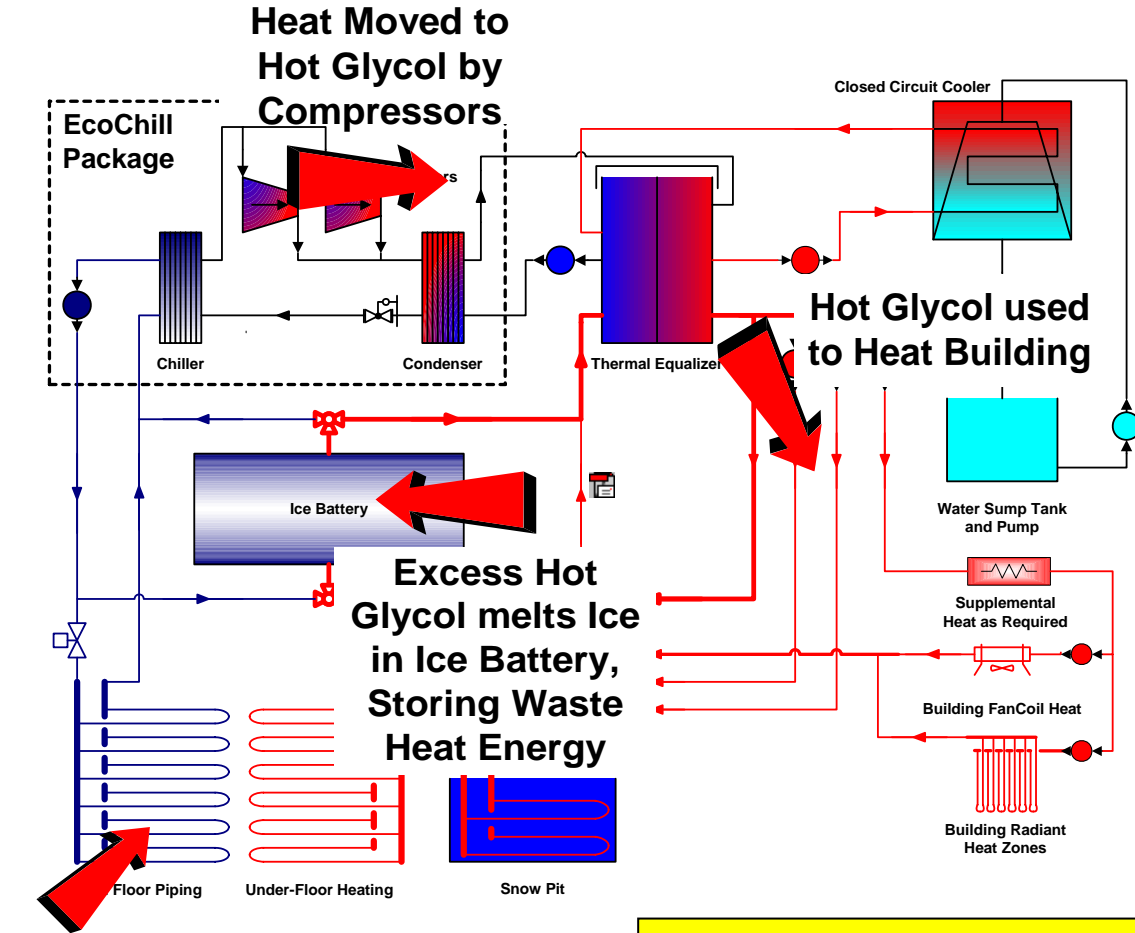 Heat Moved to
Hot Glycol by
Compressors
EcoChill
Package
Closed Circuit Cooler
Chiller
Condenser
Thermal Equalizer
Hot Glycol used
to Heat Building
Ice Battery
Water Sump Tank
and Pump
Excess Hot
Glycol melts Ice
in Ice Battery,
Storing Waste
Heat Energy
Supplemental
Heat as Required
Building FanCoil Heat
Building Radiant
Heat Zones
Floor Piping
Under-Floor Heating
Snow Pit